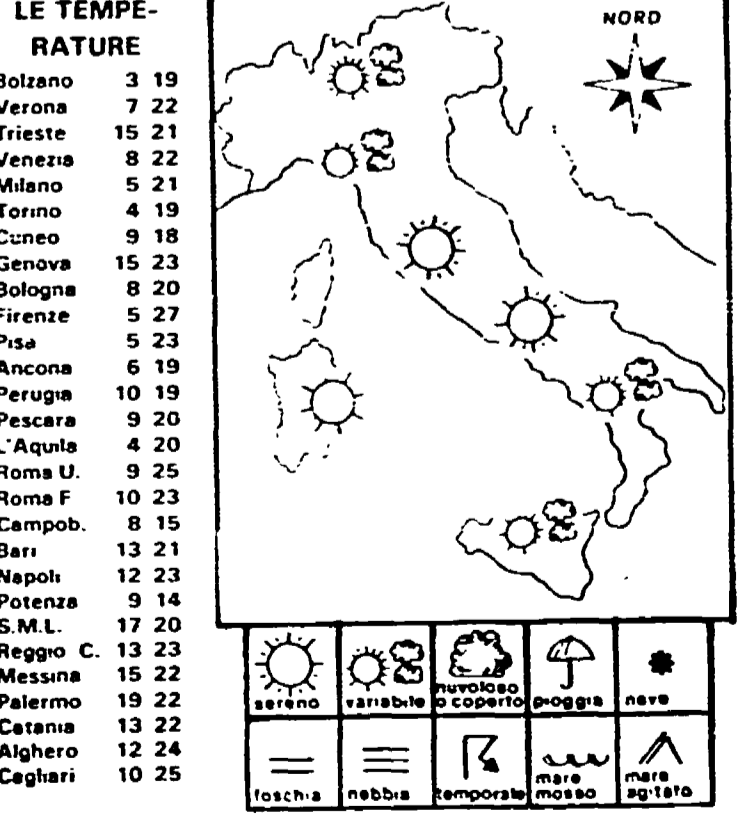 LE TEMPE-
RATURE
Bolzano 3 19
Verona 7 22
Trieste 15 21
Venezia 8 22
Milano 5 21
Torino 4 19
Cuneo 9 18
Genova 15 23
Bologna 8 20
Firenze 5 27
Pisa 5 23
Ancona 6 19
Perugia 10 19
Pescara 9 20
L'Aquila 4 20
Roma U. 9 25
Roma F 10 23
Campob. 8 15
Bari 13 21
Napoli 12 23
Potenza 9 14
S.M.L. 17 20
Reggio C. 13 23
Messina 15 22
Palermo 19 22
Catania 13 22
Alghero 12 24
Cagliari 10 25
NORD
sereno
variabile
nuvoloso
o coperto
pioggia
neve
foschia
nebbia
temporale
mare
mosso
mare
agitato